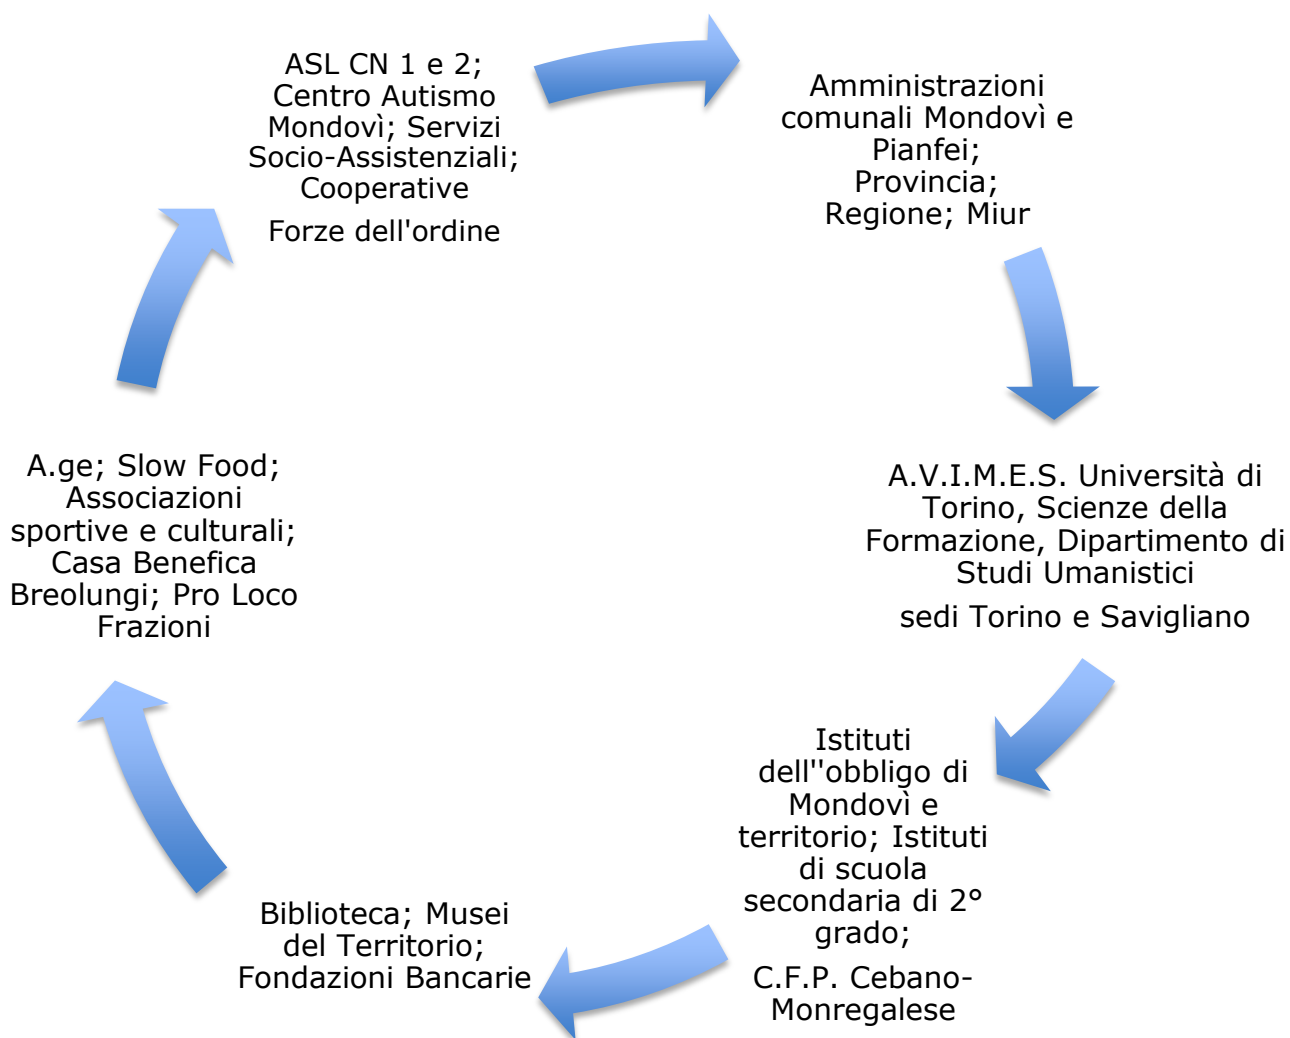 ASL CN 1 e 2;
Centro Autismo
Mondovì; Servizi
Socio-Assistenziali;
Cooperative
Forze dell'ordine
Amministrazioni
comunali Mondovì e
Pianfei;
Provincia;
Regione; Miur
A.V.I.M.E.S. Università di
Torino, Scienze della
Formazione, Dipartimento di
Studi Umanistici
sedi Torino e Savigliano
Istituti
dell''obbligo di
Mondovì e
territorio; Istituti
di scuola
secondaria di 2°
grado;
C.F.P. Cebano-
Monregalese
Biblioteca; Musei
del Territorio;
Fondazioni Bancarie
A.ge; Slow Food;
Associazioni
sportive e culturali;
Casa Benefica
Breolungi; Pro Loco
Frazioni